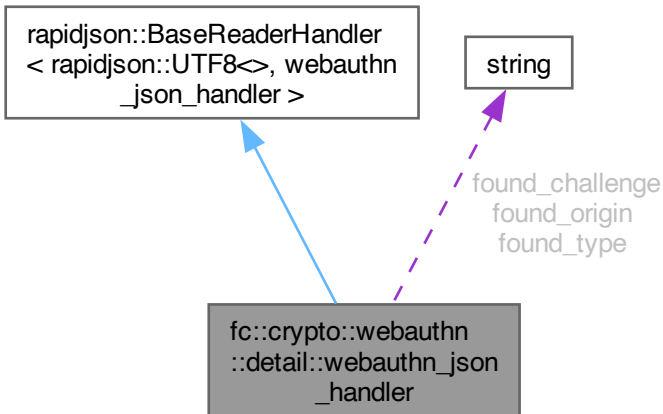 rapidjson::BaseReaderHandler
< rapidjson::UTF8<>, webauthn
_json_handler >
string
found_challenge
found_origin
found_type
fc::crypto::webauthn
::detail::webauthn_json
_handler